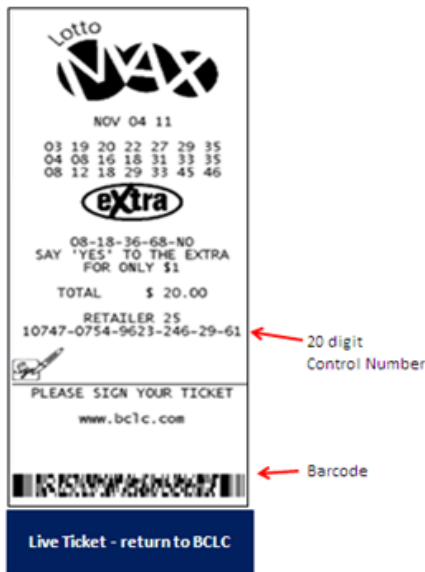 Lotto
MAX
NOV 04 11
03 19 20 22 27 29 35
04 08 16 18 31 33 35
08 12 18 29 33 45 46
extra
08-18-36-68-NO
SAY 'YES' TO THE EXTRA
FOR ONLY $1
TOTAL $ 20.00
RETAILER 25
10747-0754-9623-246-29-61
20 digit
Control Number
Sign
PLEASE SIGN YOUR TICKET
www.bclc.com
Barcode
Live Ticket - return to BCLC